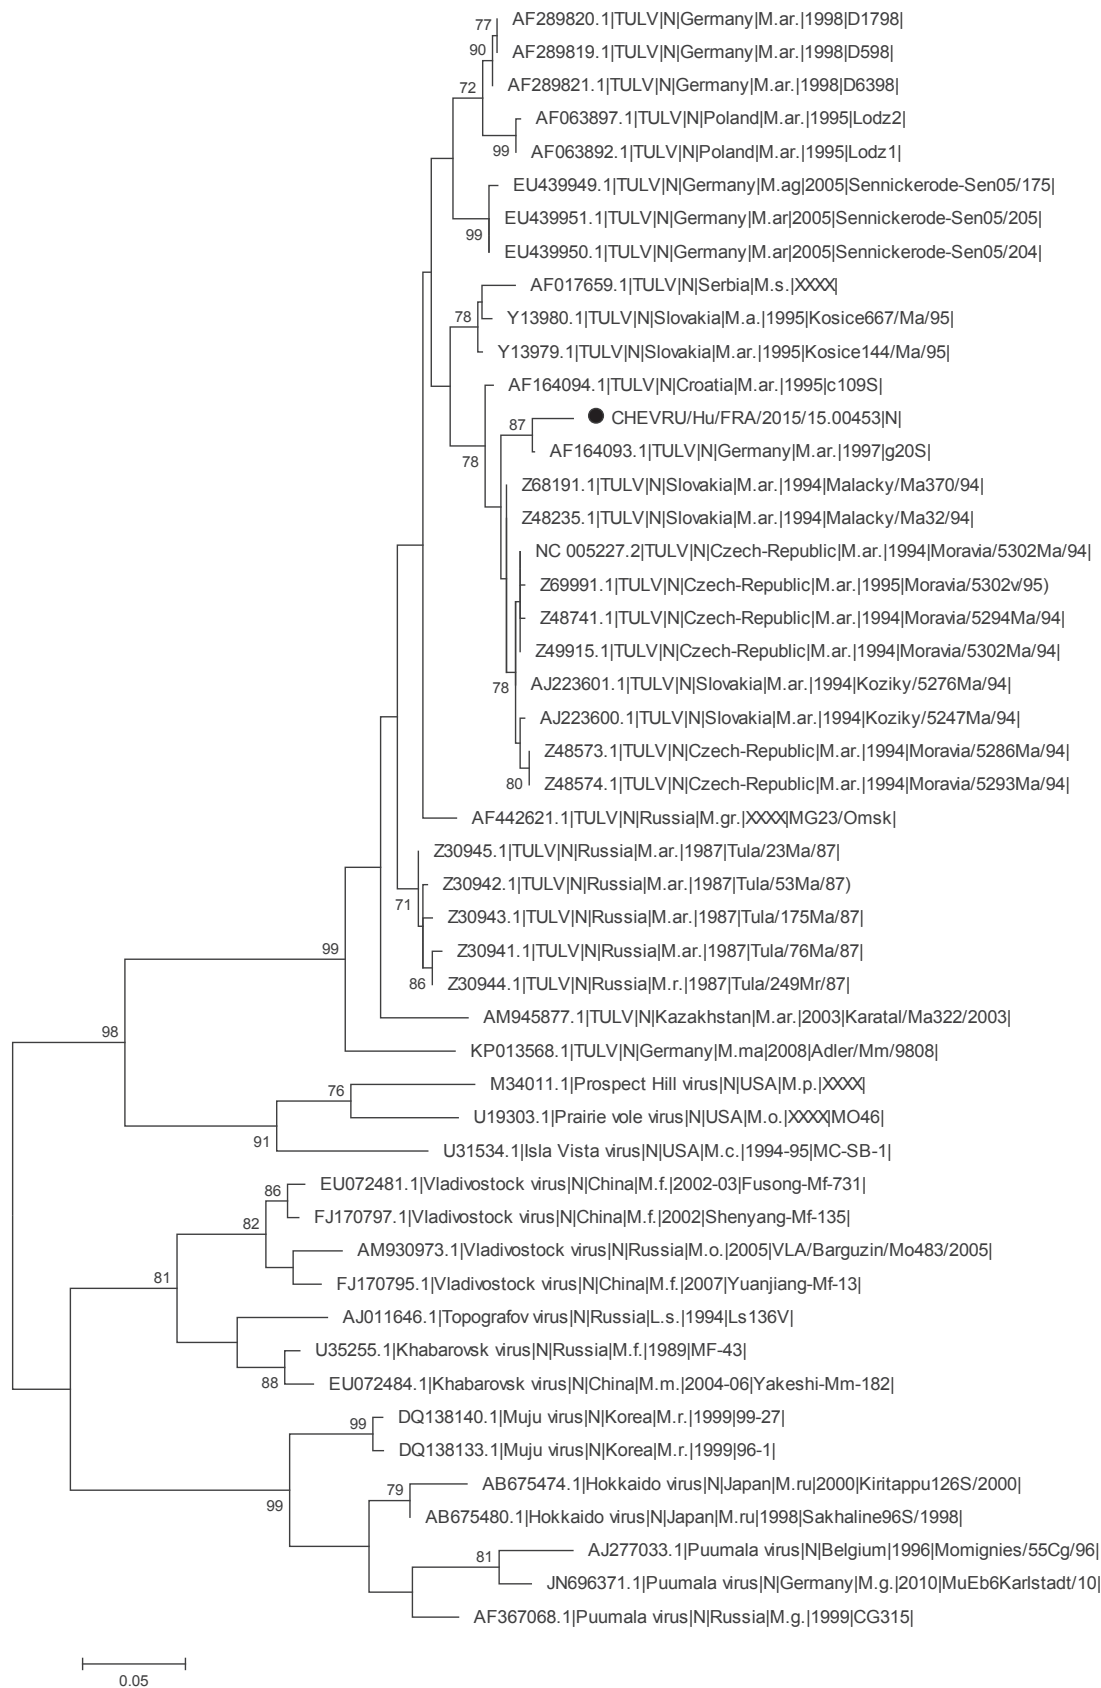 77
AF289820.1|TULV|N|Germany|M.ar.|1998|D1798|
90
AF289819.1|TULV|N|Germany|M.ar.|1998|D598|
72
AF289821.1|TULV|N|Germany|M.ar.|1998|D6398|
AF063897.1|TULV|N|Poland|M.ar.|1995|Lodz2|
99
AF063892.1|TULV|N|Poland|M.ar.|1995|Lodz1|
EU439949.1|TULV|N|Germany|M.ag|2005|Sennickerode-Sen05/175|
EU439951.1|TULV|N|Germany|M.ar|2005|Sennickerode-Sen05/205|
99
EU439950.1|TULV|N|Germany|M.ar|2005|Sennickerode-Sen05/204|
AF017659.1|TULV|N|Serbia|M.s.|XXXX|
78
Y13980.1|TULV|N|Slovakia|M.a.|1995|Kosice667/Ma/95|
Y13979.1|TULV|N|Slovakia|M.ar.|1995|Kosice144/Ma/95|
AF164094.1|TULV|N|Croatia|M.ar.|1995|c109S|
87
CHEVRU/Hu/FRA/2015/15.00453|N|
78
AF164093.1|TULV|N|Germany|M.ar.|1997|g20S|
Z68191.1|TULV|N|Slovakia|M.ar.|1994|Malacky/Ma370/94|
Z48235.1|TULV|N|Slovakia|M.ar.|1994|Malacky/Ma32/94|
NC 005227.2|TULV|N|Czech-Republic|M.ar.|1994|Moravia/5302Ma/94|
Z69991.1|TULV|N|Czech-Republic|M.ar.|1995|Moravia/5302v/95)
Z48741.1|TULV|N|Czech-Republic|M.ar.|1994|Moravia/5294Ma/94|
Z49915.1|TULV|N|Czech-Republic|M.ar.|1994|Moravia/5302Ma/94|
78
AJ223601.1|TULV|N|Slovakia|M.ar.|1994|Koziky/5276Ma/94|
AJ223600.1|TULV|N|Slovakia|M.ar.|1994|Koziky/5247Ma/94|
Z48573.1|TULV|N|Czech-Republic|M.ar.|1994|Moravia/5286Ma/94|
80
Z48574.1|TULV|N|Czech-Republic|M.ar.|1994|Moravia/5293Ma/94|
AF442621.1|TULV|N|Russia|M.gr.|XXXX|MG23/Omsk|
Z30945.1|TULV|N|Russia|M.ar.|1987|Tula/23Ma/87|
Z30942.1|TULV|N|Russia|M.ar.|1987|Tula/53Ma/87)
71
Z30943.1|TULV|N|Russia|M.ar.|1987|Tula/175Ma/87|
99
Z30941.1|TULV|N|Russia|M.ar.|1987|Tula/76Ma/87|
86
Z30944.1|TULV|N|Russia|M.r.|1987|Tula/249Mr/87|
98
AM945877.1|TULV|N|Kazakhstan|M.ar.|2003|Karatal/Ma322/2003|
KP013568.1|TULV|N|Germany|M.ma|2008|Adler/Mm/9808|
76
M34011.1|Prospect Hill virus|N|USA|M.p.|XXXX|
U19303.1|Prairie vole virus|N|USA|M.o.|XXXX|MO46|
91
U31534.1|Isla Vista virus|N|USA|M.c.|1994-95|MC-SB-1|
86
EU072481.1|Vladivostock virus|N|China|M.f.|2002-03|Fusong-Mf-731|
82
FJ170797.1|Vladivostock virus|N|China|M.f.|2002|Shenyang-Mf-135|
AM930973.1|Vladivostock virus|N|Russia|M.o.|2005|VLA/Barguzin/Mo483/2005|
81
FJ170795.1|Vladivostock virus|N|China|M.f.|2007|Yuanjiang-Mf-13|
AJ011646.1|Topografov virus|N|Russia|L.s.|1994|Ls136V|
U35255.1|Khabarovsk virus|N|Russia|M.f.|1989|MF-43|
88
EU072484.1|Khabarovsk virus|N|China|M.m.|2004-06|Yakeshi-Mm-182|
99
DQ138140.1|Muju virus|N|Korea|M.r.|1999|99-27|
DQ138133.1|Muju virus|N|Korea|M.r.|1999|96-1|
79
AB675474.1|Hokkaido virus|N|Japan|M.ru|2000|Kiritappu126S/2000|
99
AB675480.1|Hokkaido virus|N|Japan|M.ru|1998|Sakhaline96S/1998|
81
AJ277033.1|Puumala virus|N|Belgium|1996|Momignies/55Cg/96|
JN696371.1|Puumala virus|N|Germany|M.g.|2010|MuEb6Karlstadt/10|
AF367068.1|Puumala virus|N|Russia|M.g.|1999|CG315|
0.05